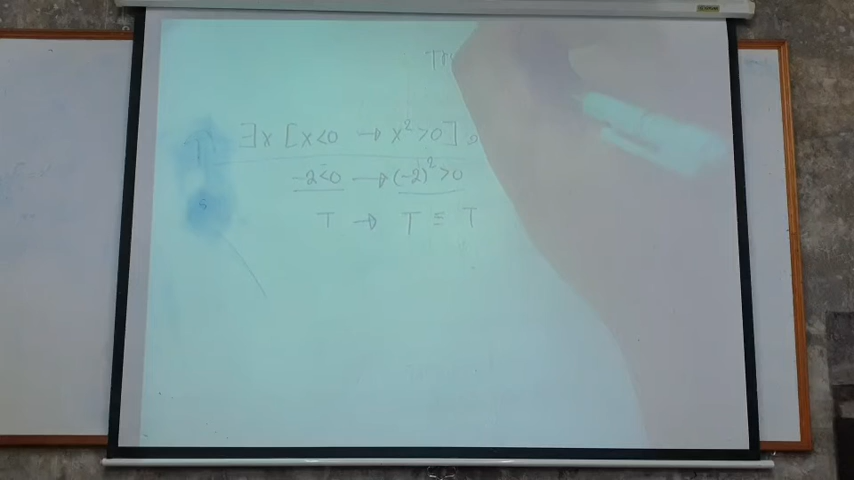 ∃x [x<0 → x²>0]
-2<0 → (-2)²>0
T → T ≡ T